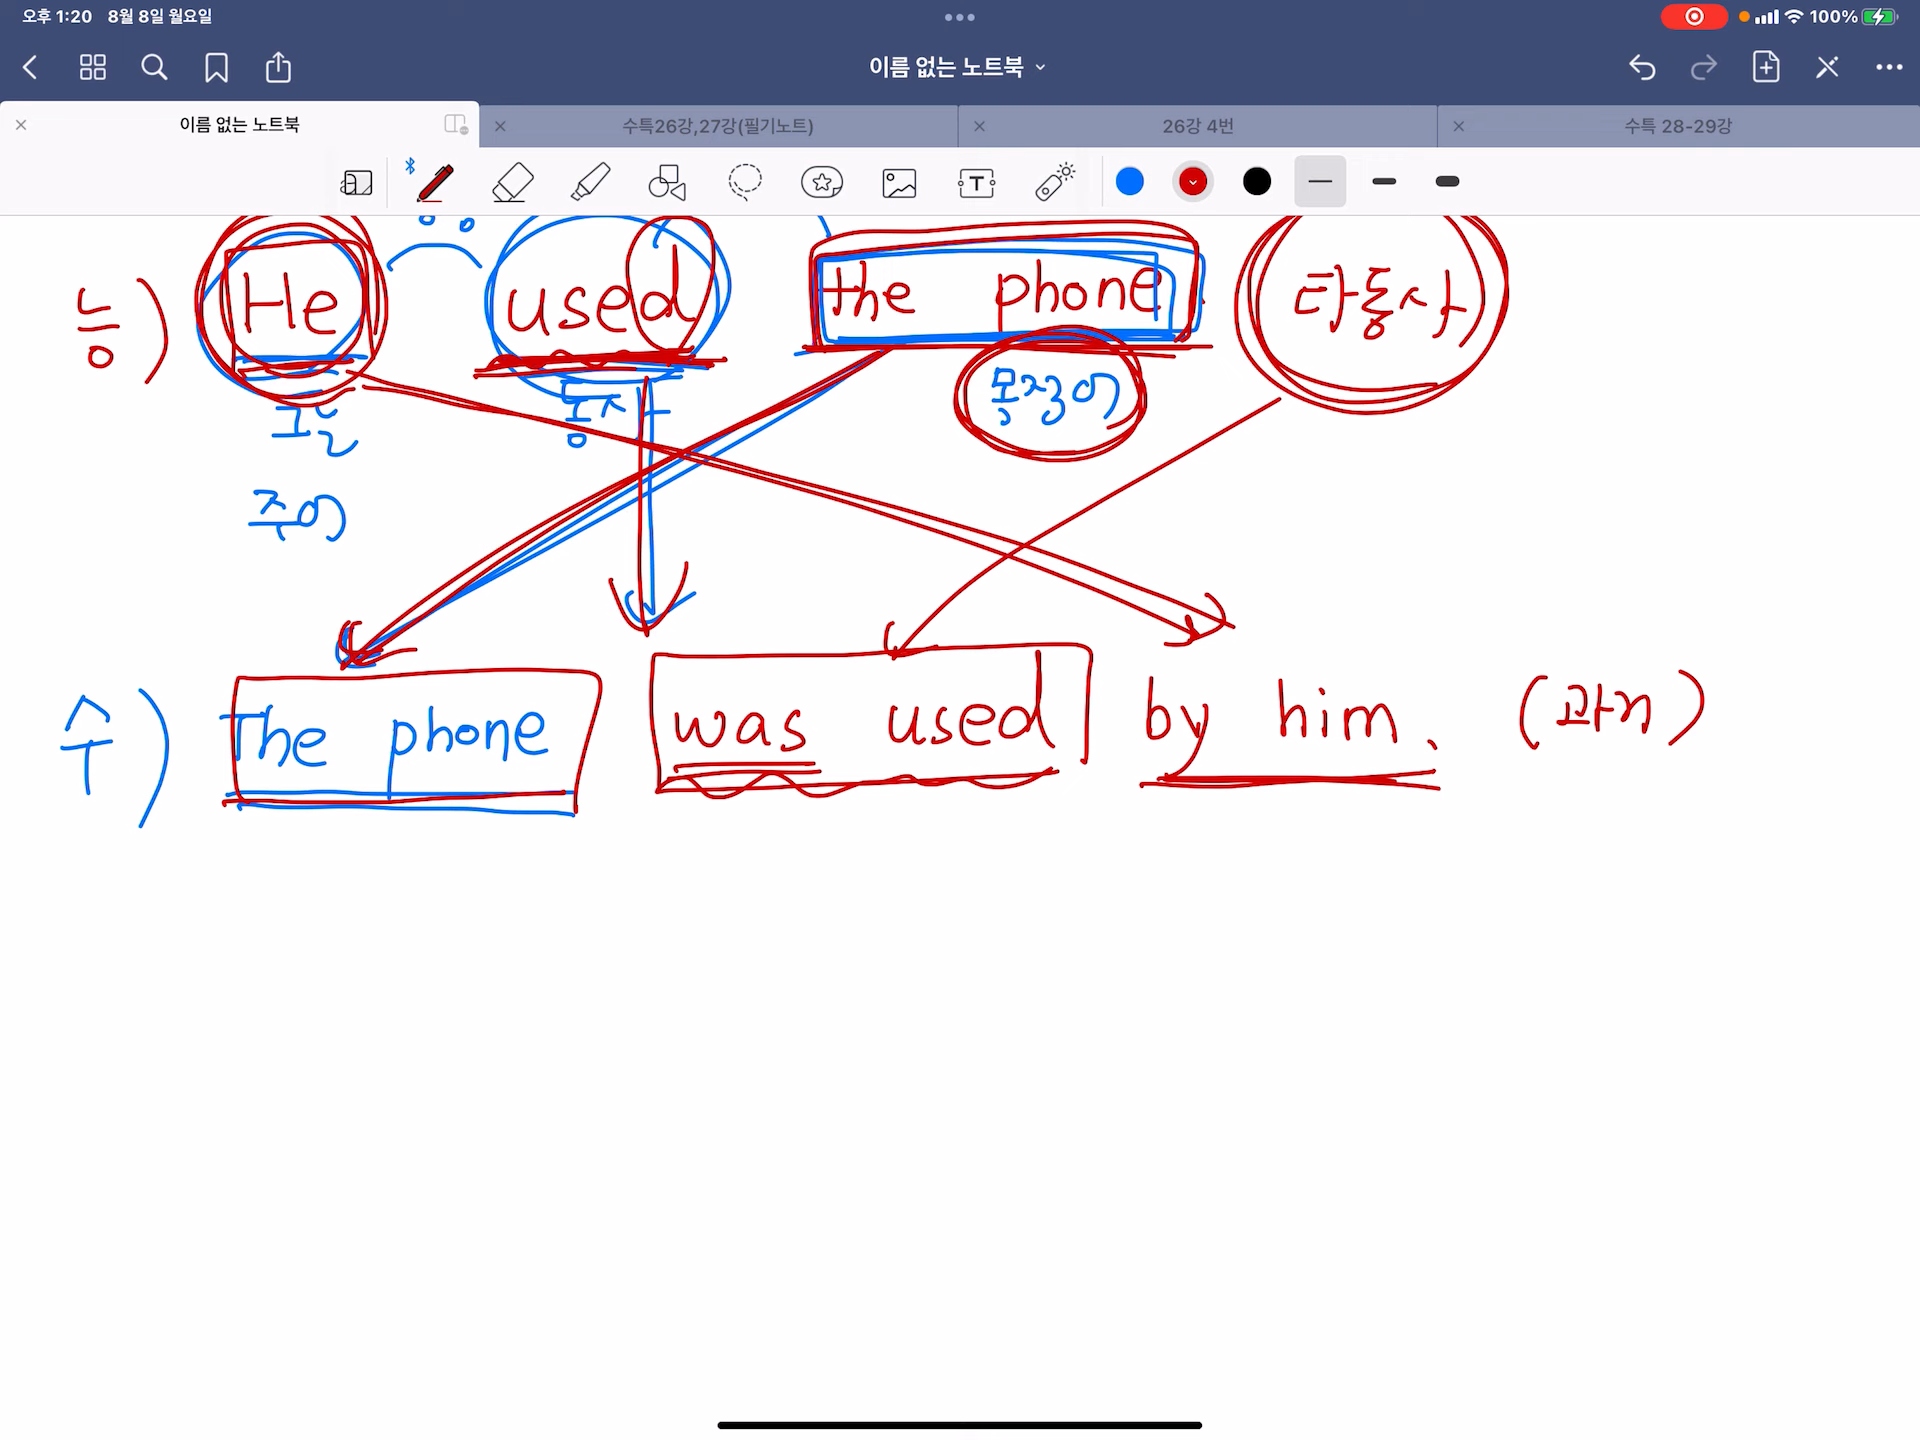 오후 1:20 8월 8일 월요일
100%
이름 없는 노트북
이름 없는 노트북
수특26강,27강(필기노트)
26강 4번
수특 28-29강
능) He used the phone 타동사
동사 목적어
주어
수) The phone was used by him. (과거)